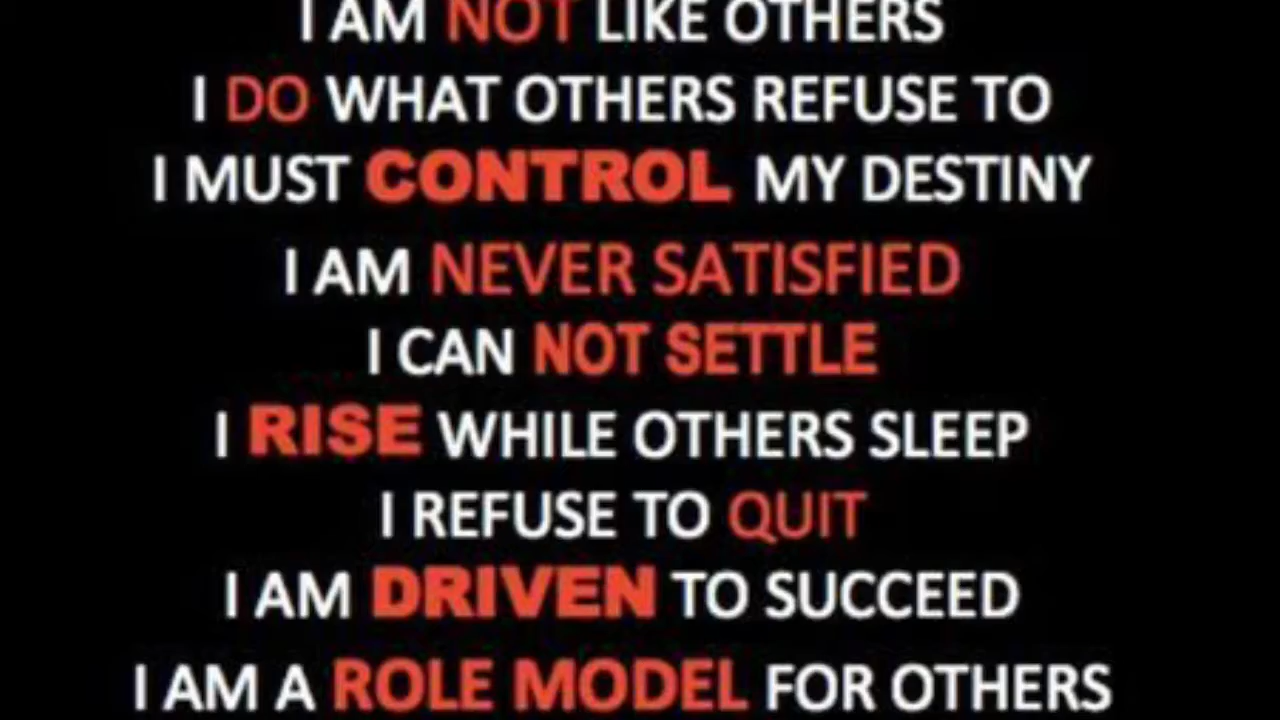 I AM NOT LIKE OTHERS
I DO WHAT OTHERS REFUSE TO
I MUST CONTROL MY DESTINY
I AM NEVER SATISFIED
I CAN NOT SETTLE
I RISE WHILE OTHERS SLEEP
I REFUSE TO QUIT
I AM DRIVEN TO SUCCEED
I AM A ROLE MODEL FOR OTHERS